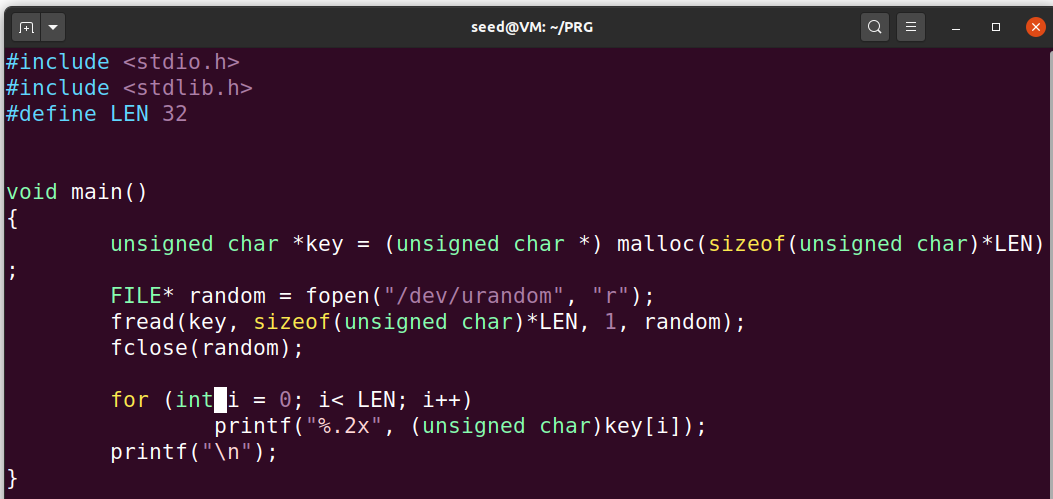 seed@VM: ~/PRG
#include <stdio.h>
#include <stdlib.h>
#define LEN 32
void main()
{
        unsigned char *key = (unsigned char *) malloc(sizeof(unsigned char)*LEN)
;
        FILE* random = fopen("/dev/urandom", "r");
        fread(key, sizeof(unsigned char)*LEN, 1, random);
        fclose(random);
        for (int i = 0; i< LEN; i++)
                printf("%.2x", (unsigned char)key[i]);
        printf("\n");
}